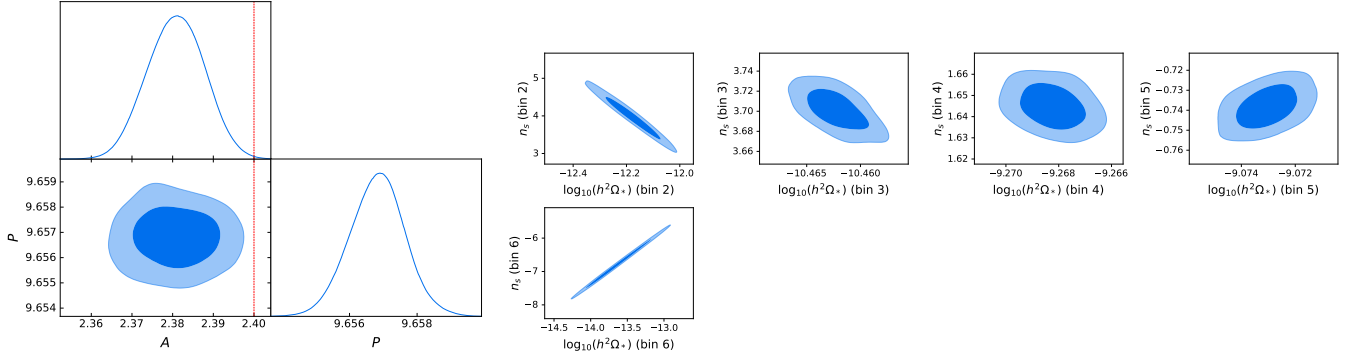 9.659
9.658
9.657
9.656
9.655
9.654
P
2.36 2.37 2.38 2.39 2.40
A
9.656 9.658
P
5
4
3
n_s (bin 2)
−12.4 −12.2 −12.0
log₁₀(h²Ω*) (bin 2)
3.74
3.72
3.70
3.68
3.66
n_s (bin 3)
−10.465 −10.460
log₁₀(h²Ω*) (bin 3)
1.66
1.65
1.64
1.63
1.62
n_s (bin 4)
−9.270 −9.268 −9.266
log₁₀(h²Ω*) (bin 4)
−0.72
−0.73
−0.74
−0.75
−0.76
n_s (bin 5)
−9.074 −9.072
log₁₀(h²Ω*) (bin 5)
−6
−7
−8
n_s (bin 6)
−14.5 −14.0 −13.5 −13.0
log₁₀(h²Ω*) (bin 6)